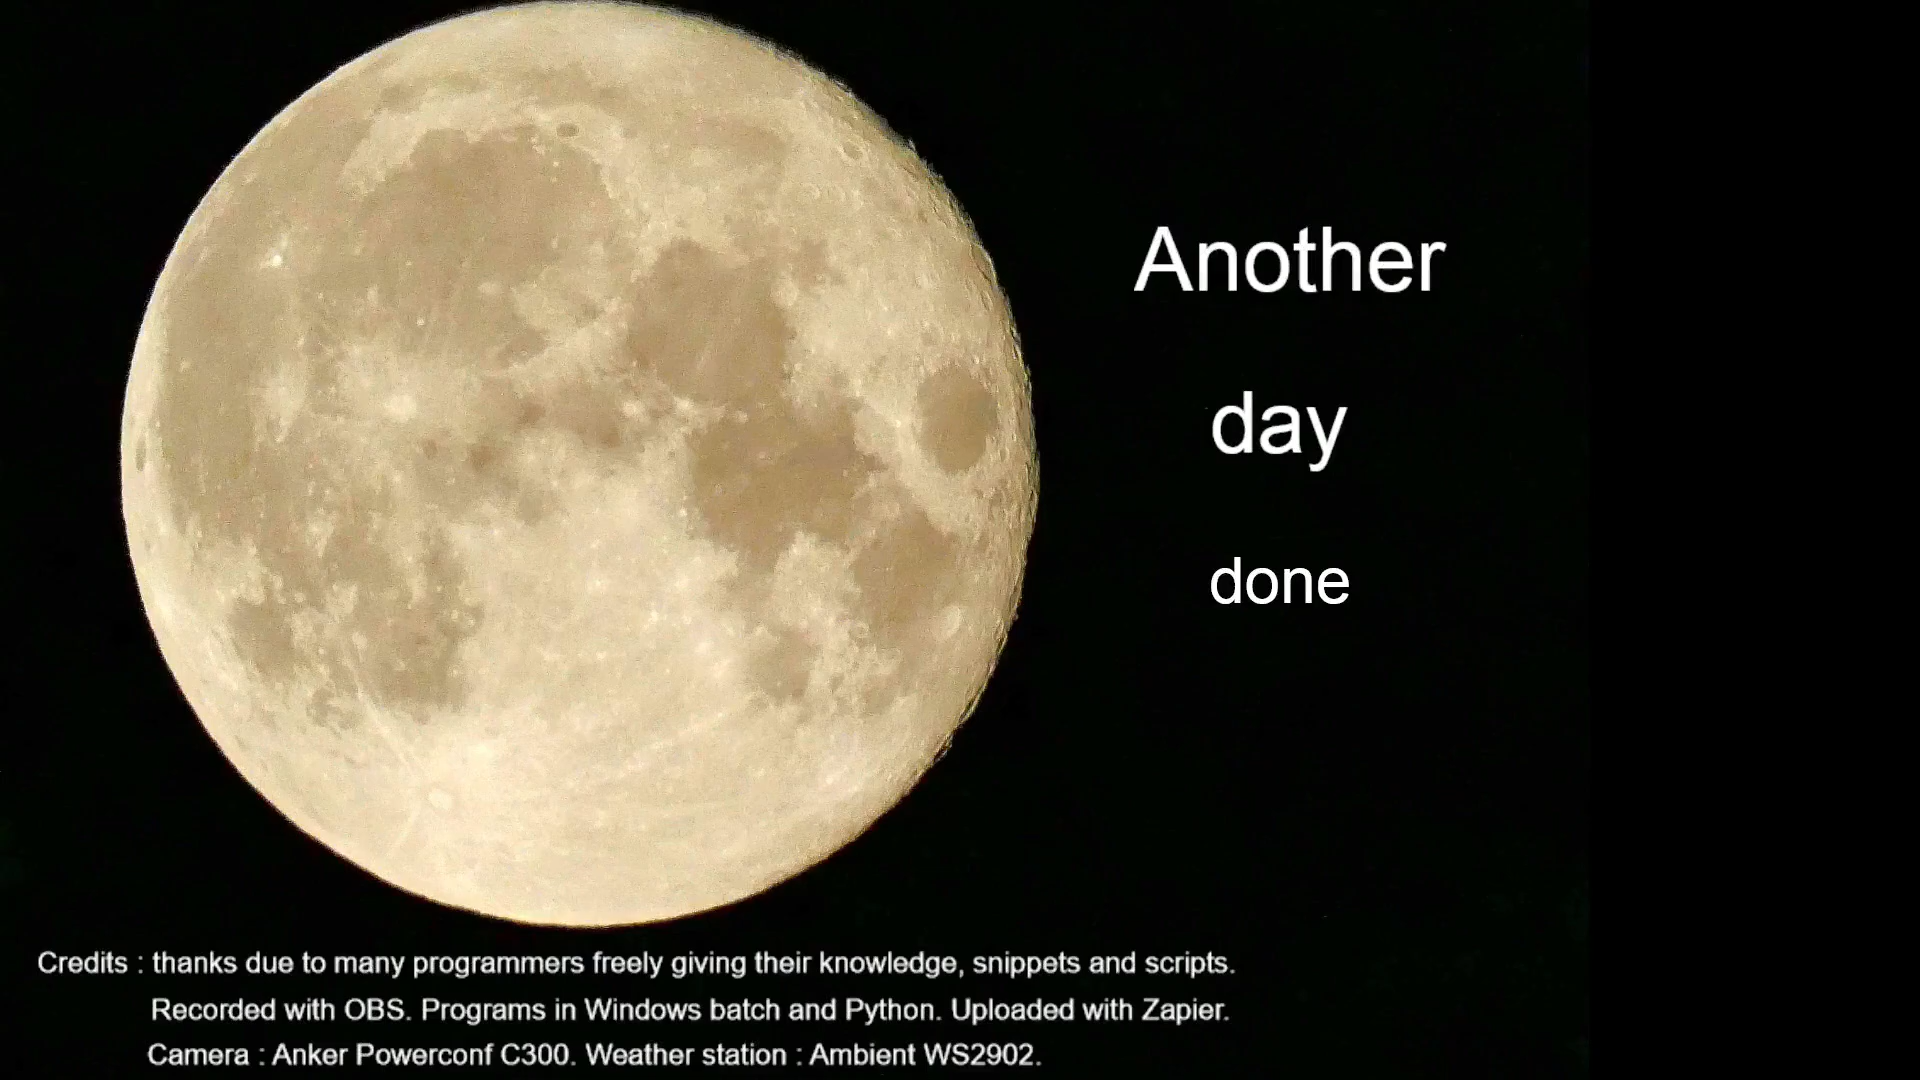 Another
day
done
Credits : thanks due to many programmers freely giving their knowledge, snippets and scripts.
Recorded with OBS. Programs in Windows batch and Python. Uploaded with Zapier.
Camera : Anker Powerconf C300. Weather station : Ambient WS2902.